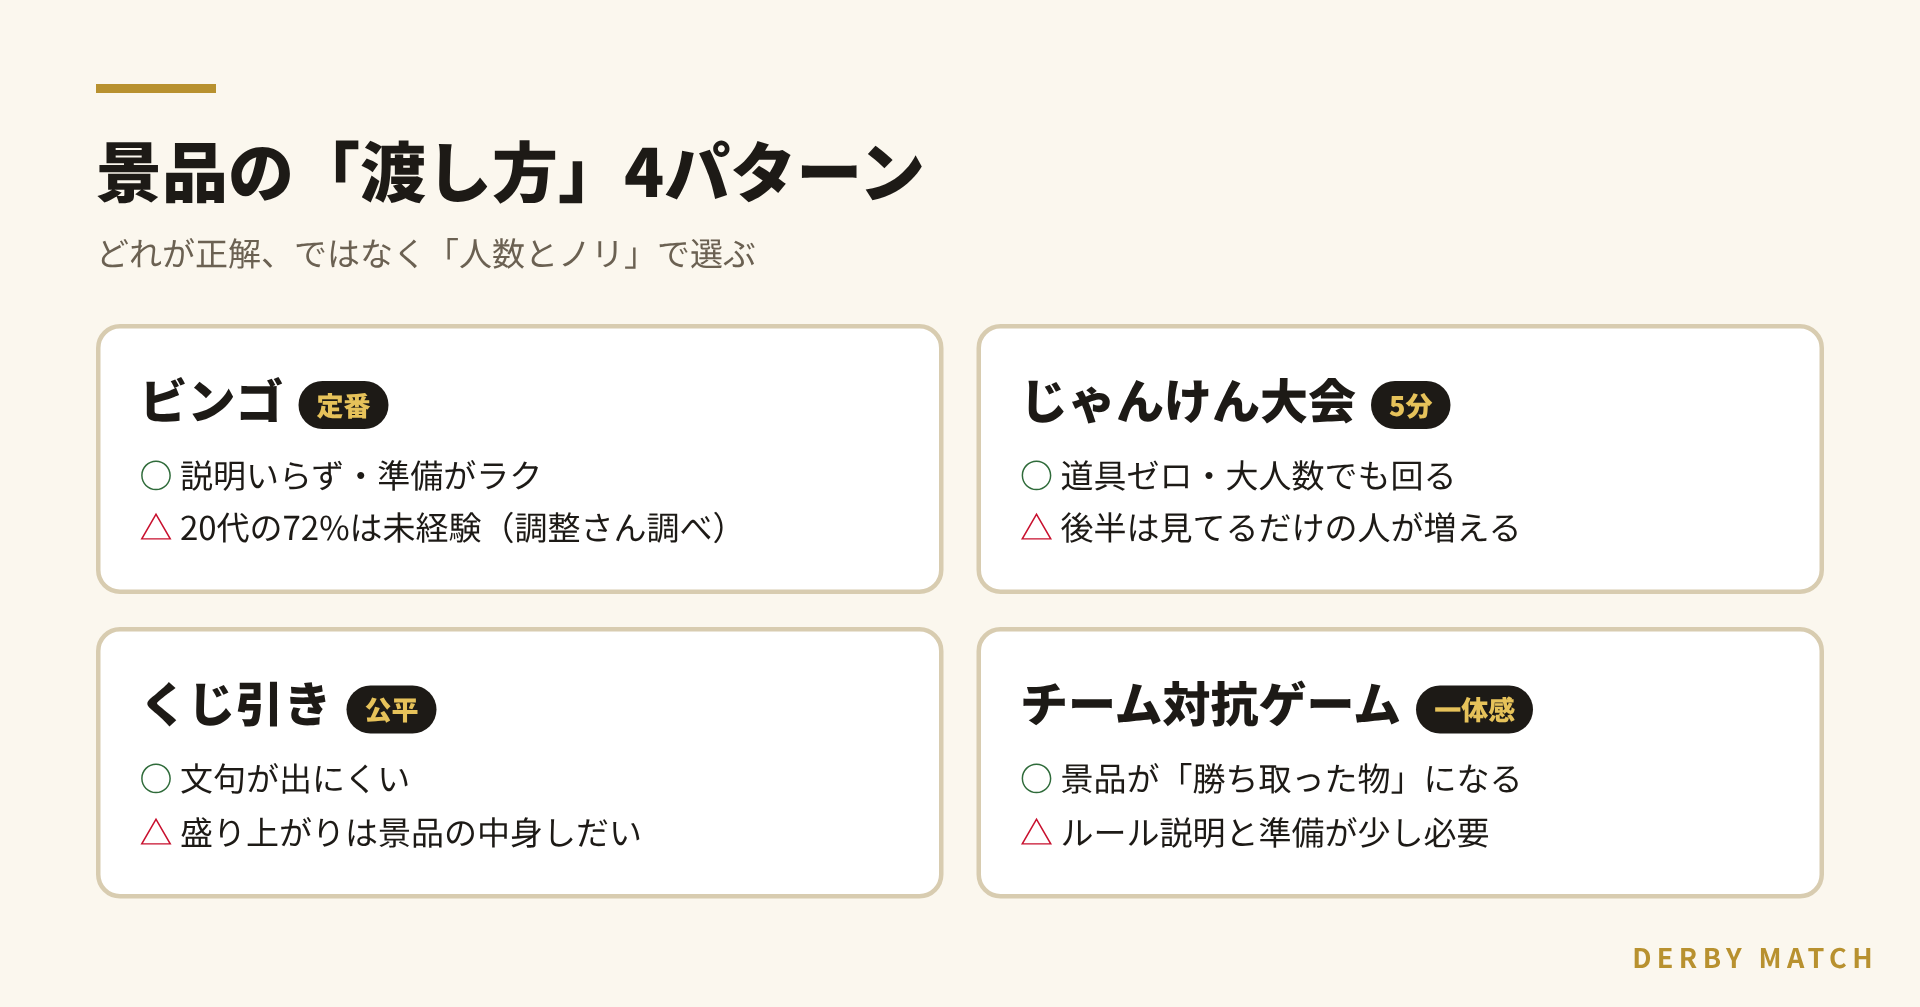 景品の「渡し方」4パターン
どれが正解、ではなく「人数とノリ」で選ぶ
ビンゴ 定番
○ 説明いらず・準備がラク
△ 20代の72%は未経験（調整さん調べ）
じゃんけん大会 5分
○ 道具ゼロ・大人数でも回る
△ 後半は見てるだけの人が増える
くじ引き 公平
○ 文句が出にくい
△ 盛り上がりは景品の中身しだい
チーム対抗ゲーム 一体感
○ 景品が「勝ち取った物」になる
△ ルール説明と準備が少し必要
DERBY MATCH